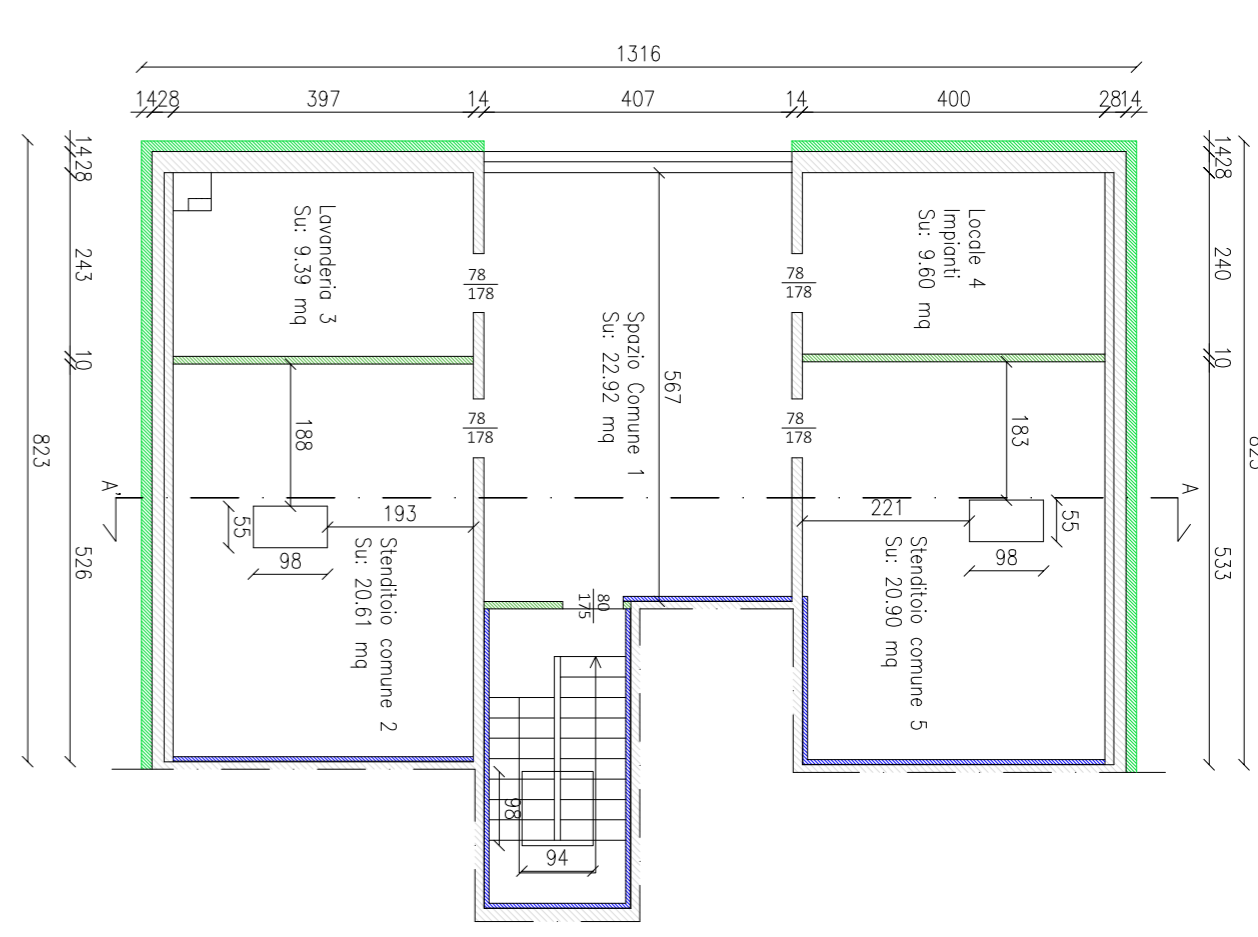 1316
14 28 397 14 407 14 400 28 14
14 28 243 10 526
823
14 28 240 10 533
Lavanderia 3
Su: 9.39 mq
Spazio Comune 1
Su: 22.92 mq
Locale 4
Impianti
Su: 9.60 mq
78
178
78
178
78
178
78
178
567
188
183
A'
A
193
55
98
221
55
98
Stenditoio comune 2
Su: 20.61 mq
Stenditoio comune 5
Su: 20.90 mq
80
175
98
94